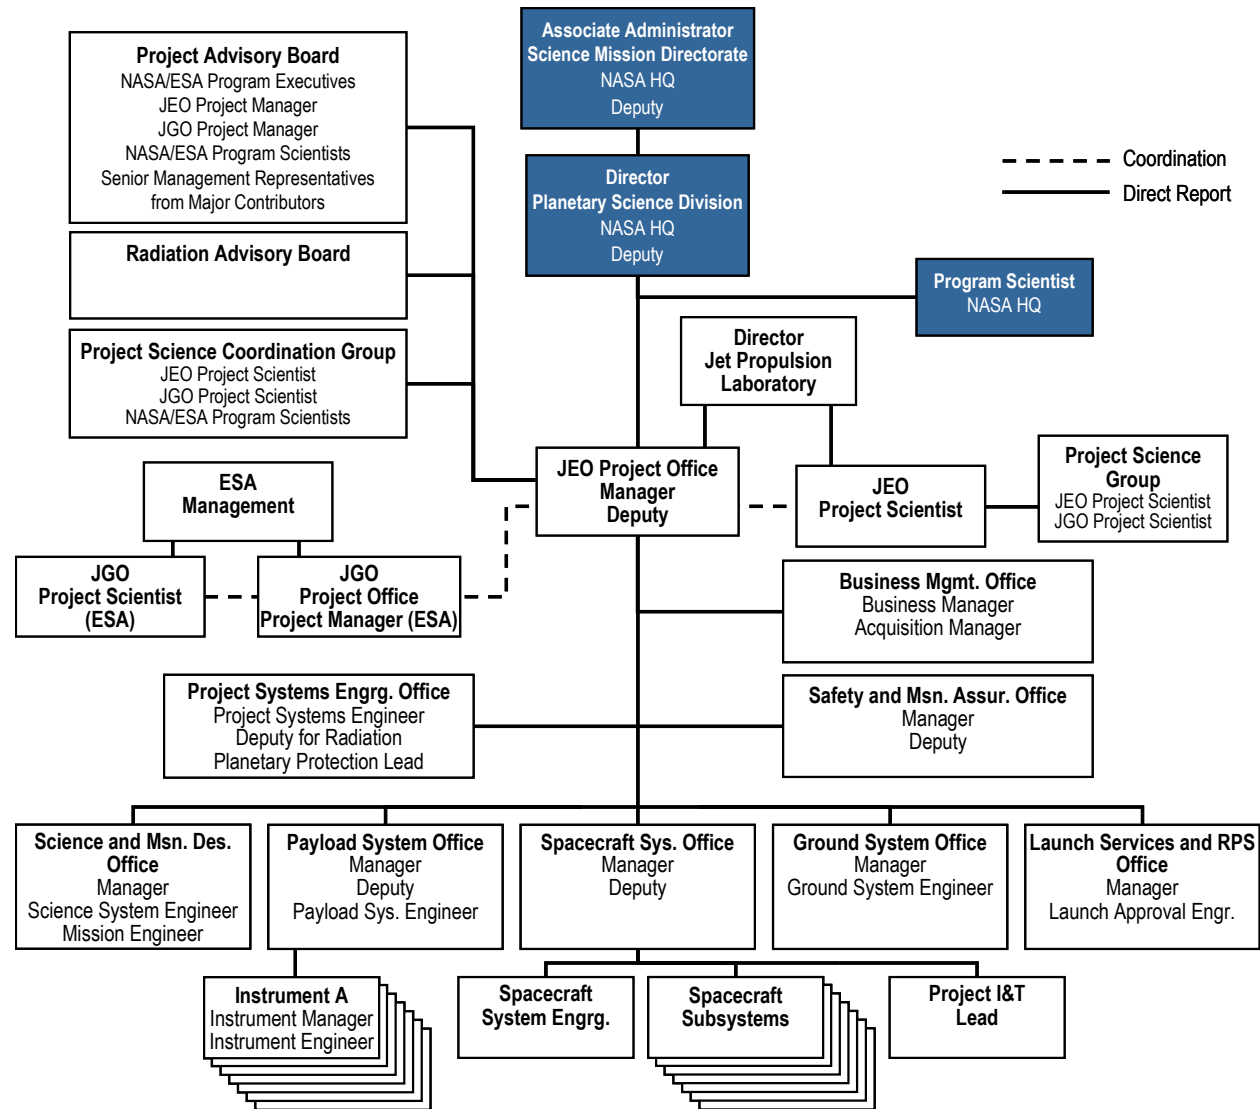 Associate Administrator
Science Mission Directorate
NASA HQ
Deputy
Project Advisory Board
NASA/ESA Program Executives
JEO Project Manager
JGO Project Manager
NASA/ESA Program Scientists
Senior Management Representatives
from Major Contributors
Coordination
Direct Report
Director
Planetary Science Division
NASA HQ
Deputy
Radiation Advisory Board
Program Scientist
NASA HQ
Project Science Coordination Group
JEO Project Scientist
JGO Project Scientist
NASA/ESA Program Scientists
Director
Jet Propulsion
Laboratory
ESA
Management
JEO Project Office
Manager
Deputy
JEO
Project Scientist
Project Science
Group
JEO Project Scientist
JGO Project Scientist
JGO
Project Scientist
(ESA)
JGO
Project Office
Project Manager (ESA)
Business Mgmt. Office
Business Manager
Acquisition Manager
Project Systems Engrg. Office
Project Systems Engineer
Deputy for Radiation
Planetary Protection Lead
Safety and Msn. Assur. Office
Manager
Deputy
Science and Msn. Des.
Office
Manager
Science System Engineer
Mission Engineer
Payload System Office
Manager
Deputy
Payload Sys. Engineer
Spacecraft Sys. Office
Manager
Deputy
Ground System Office
Manager
Ground System Engineer
Launch Services and RPS
Office
Manager
Launch Approval Engr.
Instrument A
Instrument Manager
Instrument Engineer
Spacecraft
System Engrg.
Spacecraft
Subsystems
Project I&T
Lead